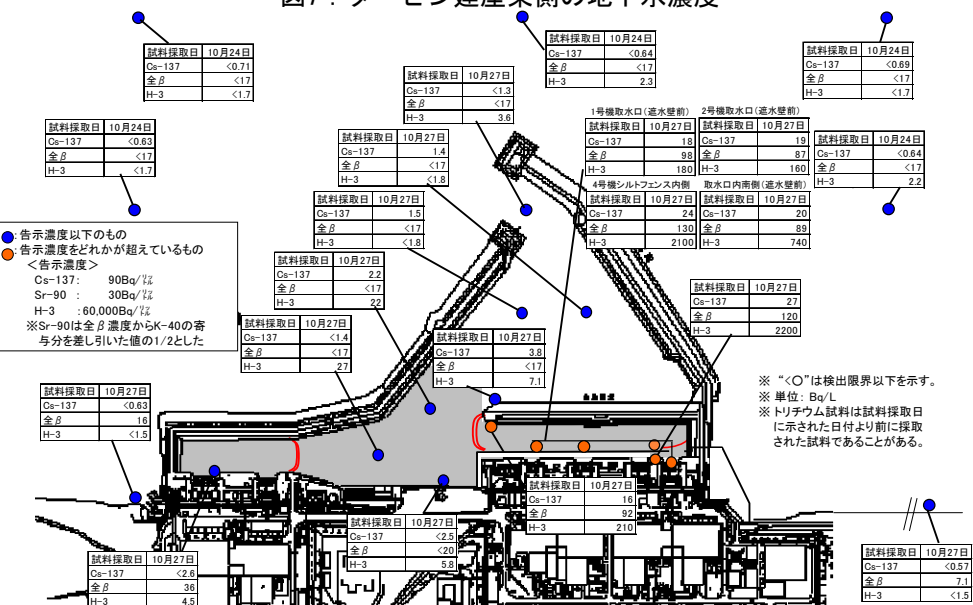 図7：タービン建屋東側の地下水濃度
試料採取日 10月24日
Cs-137 <0.71
全β <17
H-3 <1.7
試料採取日 10月24日
Cs-137 <0.64
全β <17
H-3 2.3
試料採取日 10月24日
Cs-137 <0.69
全β <17
H-3 <1.7
試料採取日 10月27日
Cs-137 <1.3
全β <17
H-3 3.6
試料採取日 10月24日
Cs-137 <0.63
全β <17
H-3 <1.7
試料採取日 10月27日
Cs-137 1.4
全β <17
H-3 <1.8
1号機取水口（遮水壁前）
試料採取日 10月27日
Cs-137 18
全β 98
H-3 180
2号機取水口（遮水壁前）
試料採取日 10月27日
Cs-137 19
全β 87
H-3 160
試料採取日 10月24日
Cs-137 <0.64
全β <17
H-3 2.2
4号機シルトフェンス内側
試料採取日 10月27日
Cs-137 24
全β 130
H-3 2100
取水口内南側（遮水壁前）
試料採取日 10月27日
Cs-137 20
全β 89
H-3 740
試料採取日 10月27日
Cs-137 1.5
全β <17
H-3 <1.8
：告示濃度以下のもの
：告示濃度をどれかが超えているもの
＜告示濃度＞
Cs-137： 90Bq/㍑
Sr-90 ： 30Bq/㍑
H-3 ：60,000Bq/㍑
※Sr-90は全β濃度からK-40の寄
与分を差し引いた値の1/2とした
試料採取日 10月27日
Cs-137 2.2
全β <17
H-3 22
試料採取日 10月27日
Cs-137 27
全β 120
H-3 2200
試料採取日 10月27日
Cs-137 <1.4
全β <17
H-3 27
試料採取日 10月27日
Cs-137 3.8
全β <17
H-3 7.1
※ “<○”は検出限界以下を示す。
※ 単位： Bq/L
※ トリチウム試料は試料採取日
に示された日付より前に採取
された試料であることがある。
試料採取日 10月27日
Cs-137 <0.63
全β 16
H-3 <1.5
試料採取日 10月27日
Cs-137 16
全β 92
H-3 210
試料採取日 10月27日
Cs-137 <2.5
全β <20
H-3 5.8
試料採取日 10月27日
Cs-137 <2.6
全β 36
H-3 4.5
試料採取日 10月27日
Cs-137 <0.57
全β 7.1
H-3 <1.5